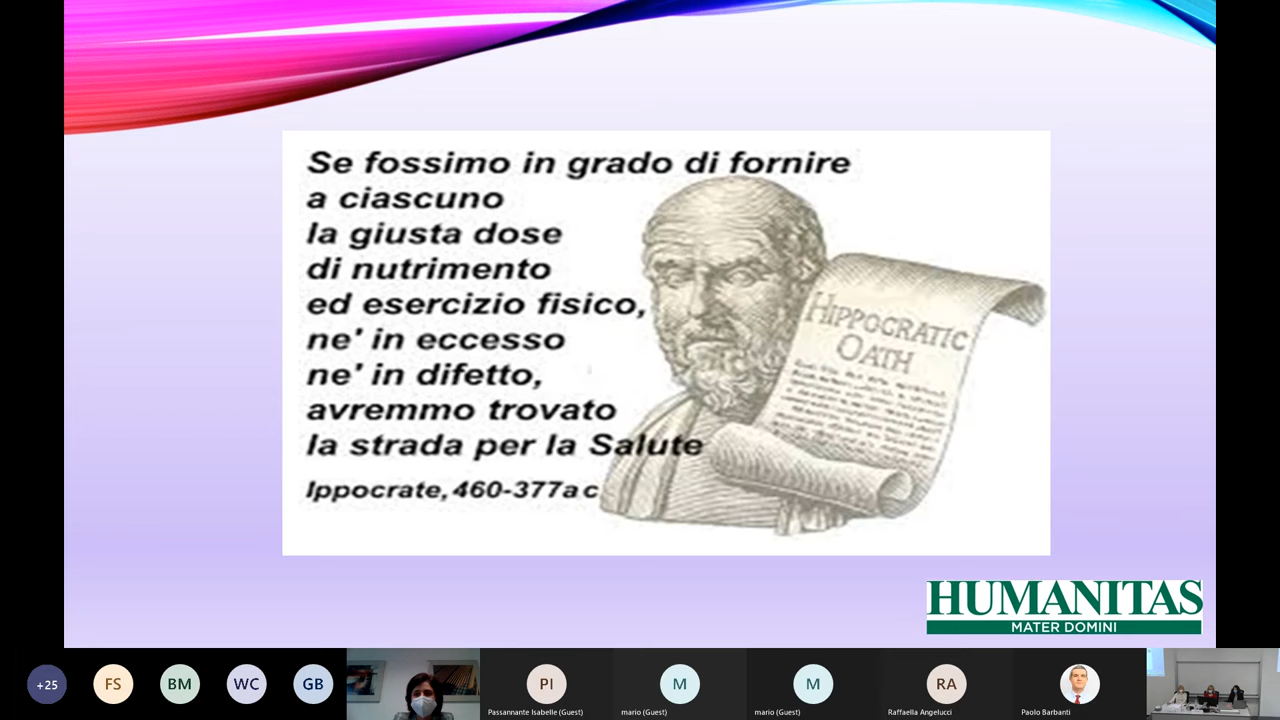 Se fossimo in grado di fornire
a ciascuno
la giusta dose
di nutrimento
ed esercizio fisico,
ne' in eccesso
ne' in difetto,
avremmo trovato
la strada per la Salute
Ippocrate, 460-377a c
HIPPOCRATIC
OATH
HUMANITAS
MATER DOMINI
+25
FS
BM
WC
GB
PI
M
M
RA
Passannante Isabelle (Guest)
mario (Guest)
mario (Guest)
Raffaella Angelucci
Paolo Barbanti